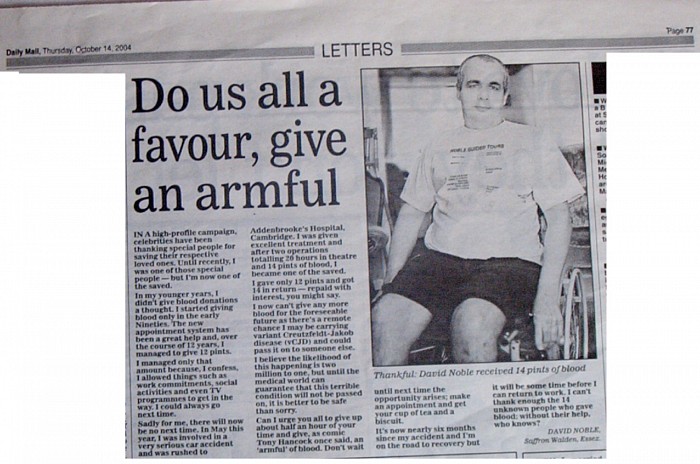 Daily Mail, Thursday, October 14, 2004
Page 77
LETTERS
Do us all a
favour, give
an armful
IN A high-profile campaign,
celebrities have been
thanking special people for
saving their respective
loved ones. Until recently, I
was one of those special
people — but I'm now one of
the saved.
In my younger years, I
didn't give blood donations
a thought. I started giving
blood only in the early
Nineties. The new
appointment system has
been a great help and, over
the course of 12 years, I
managed to give 12 pints.
I managed only that
amount because, I confess,
I allowed things such as
work commitments, social
activities and even TV
programmes to get in the
way. I could always go
next time.
Sadly for me, there will now
be no next time. In May this
year, I was involved in a
very serious car accident
and was rushed to
Addenbrooke's Hospital,
Cambridge. I was given
excellent treatment and
after two operations
totalling 20 hours in theatre
and 14 pints of blood, I
became one of the saved.
I gave only 12 pints and got
14 in return — repaid with
interest, you might say.
I now can't give any more
blood for the foreseeable
future as there's a remote
chance I may be carrying
variant Creutzfeldt-Jakob
disease (vCJD) and could
pass it on to someone else.
I believe the likelihood of
this happening is two
million to one, but until the
medical world can
guarantee that this terrible
condition will not be passed
on, it is better to be safe
than sorry.
Can I urge you all to give up
about half an hour of your
time and give, as comic
Tony Hancock once said, an
'armful' of blood. Don't wait
NOBLE GUIDER TOURS
Thankful: David Noble received 14 pints of blood
until next time the
opportunity arises; make
an appointment and get
your cup of tea and a
biscuit.
It's now nearly six months
since my accident and I'm
on the road to recovery but
it will be some time before I
can return to work. I can't
thank enough the 14
unknown people who gave
blood: without their help,
who knows?
DAVID NOBLE,
Saffron Walden, Essex.